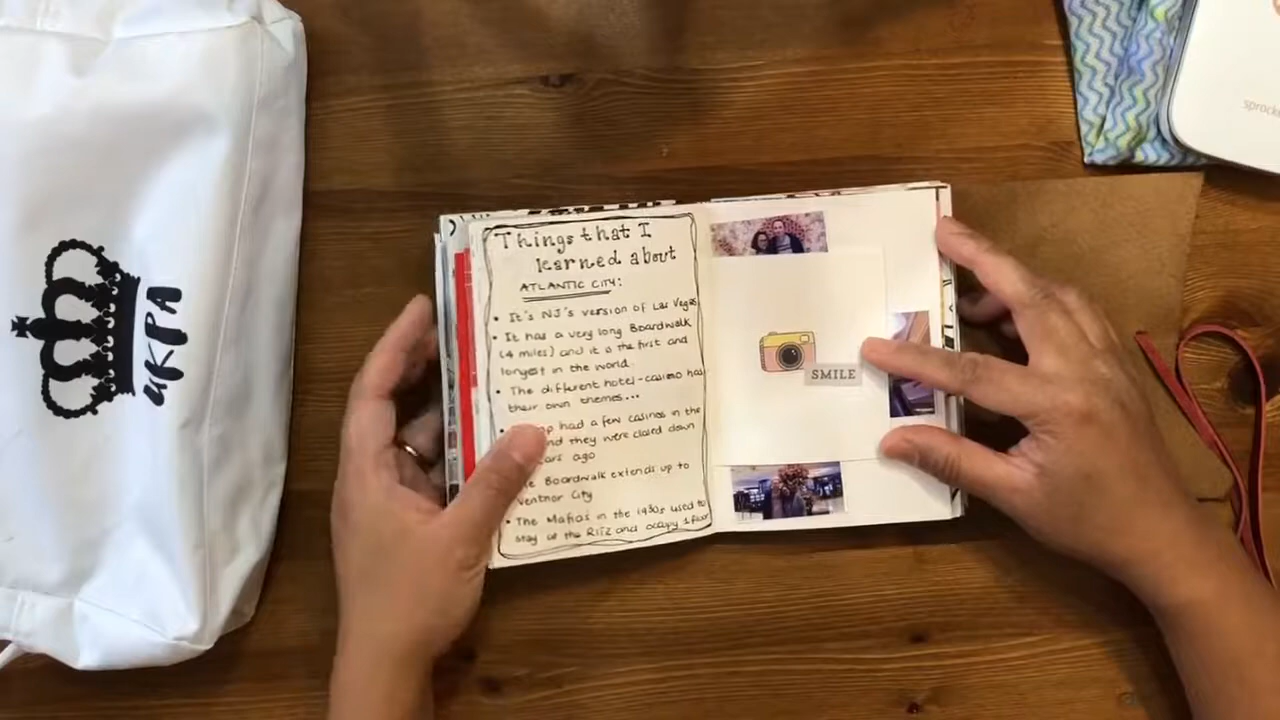 Things that I
learned about
ATLANTIC CITY:
• It's NJ's version of Las Vegas
• It has a very long Boardwalk
(4 miles) and it is the first and
longest in the world.
• The different hotel-casino has
their own themes...
had a few casinos in the
and they were closed down
ago
Boardwalk extends up to
Ventnor City
• The Mafias in the 1930s used to
stay at the RITZ and occupy 1 floor
SMILE
UKPA
sprocke